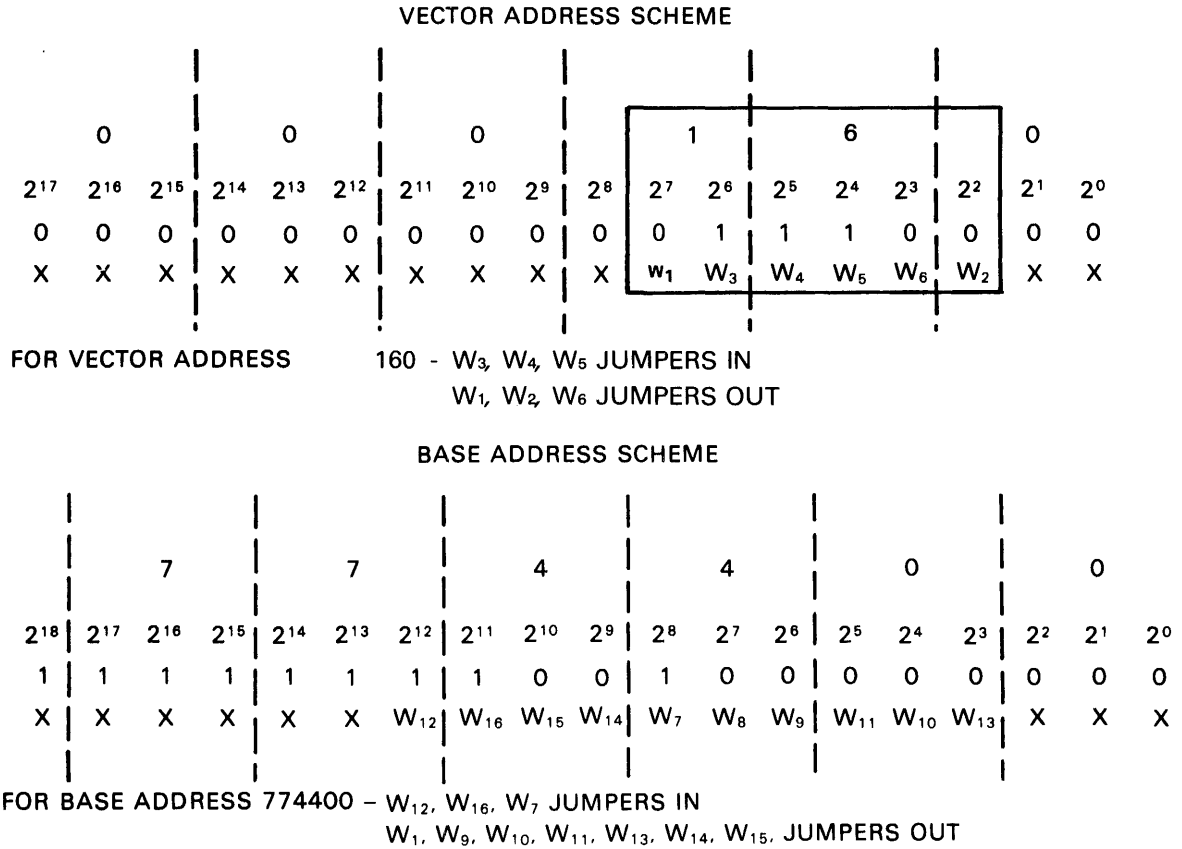 VECTOR ADDRESS SCHEME
0 0 0 1 6 0
2¹⁷ 2¹⁶ 2¹⁵ 2¹⁴ 2¹³ 2¹² 2¹¹ 2¹⁰ 2⁹ 2⁸ 2⁷ 2⁶ 2⁵ 2⁴ 2³ 2² 2¹ 2⁰
0 0 0 0 0 0 0 0 0 0 0 1 1 1 0 0 0 0
X X X X X X X X X X W₁ W₃ W₄ W₅ W₆ W₂ X X
FOR VECTOR ADDRESS 160 - W₃, W₄, W₅ JUMPERS IN
W₁, W₂, W₆ JUMPERS OUT
BASE ADDRESS SCHEME
7 7 4 4 0 0
2¹⁸ 2¹⁷ 2¹⁶ 2¹⁵ 2¹⁴ 2¹³ 2¹² 2¹¹ 2¹⁰ 2⁹ 2⁸ 2⁷ 2⁶ 2⁵ 2⁴ 2³ 2² 2¹ 2⁰
1 1 1 1 1 1 1 1 0 0 1 0 0 0 0 0 0 0 0
X X X X X X W₁₂ W₁₆ W₁₅ W₁₄ W₇ W₈ W₉ W₁₁ W₁₀ W₁₃ X X X
FOR BASE ADDRESS 774400 – W₁₂, W₁₆, W₇ JUMPERS IN
W₁, W₉, W₁₀, W₁₁, W₁₃, W₁₄, W₁₅, JUMPERS OUT